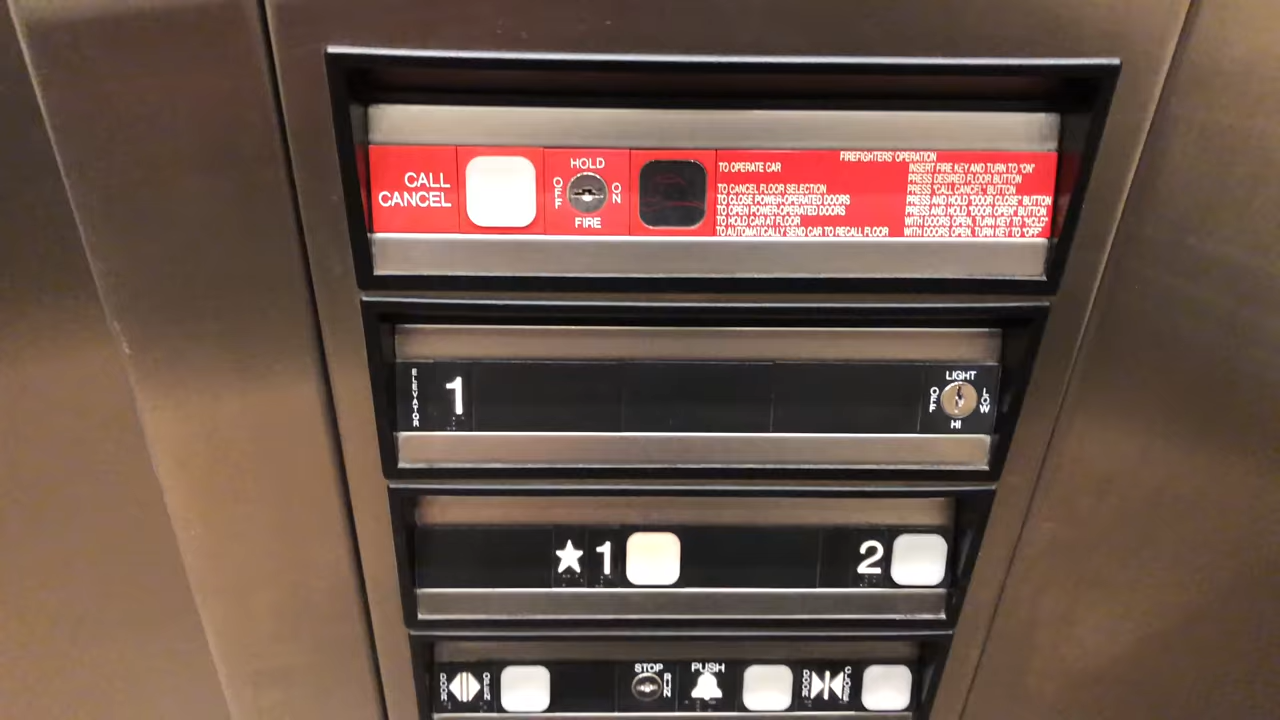 CALL
CANCEL
HOLD
OFF
ON
FIRE
FIREFIGHTERS' OPERATION
TO OPERATE CAR INSERT FIRE KEY AND TURN TO "ON"
PRESS DESIRED FLOOR BUTTON
TO CANCEL FLOOR SELECTION PRESS "CALL CANCEL" BUTTON
TO CLOSE POWER-OPERATED DOORS PRESS AND HOLD "DOOR CLOSE" BUTTON
TO OPEN POWER-OPERATED DOORS PRESS AND HOLD "DOOR OPEN" BUTTON
TO HOLD CAR AT FLOOR WITH DOORS OPEN, TURN KEY TO "HOLD"
TO AUTOMATICALLY SEND CAR TO RECALL FLOOR WITH DOORS OPEN, TURN KEY TO "OFF"
ELEVATOR
1
LIGHT
OFF
LOW
HI
★ 1
2
DOOR
OPEN
STOP
RUN
PUSH
DOOR
CLOSE